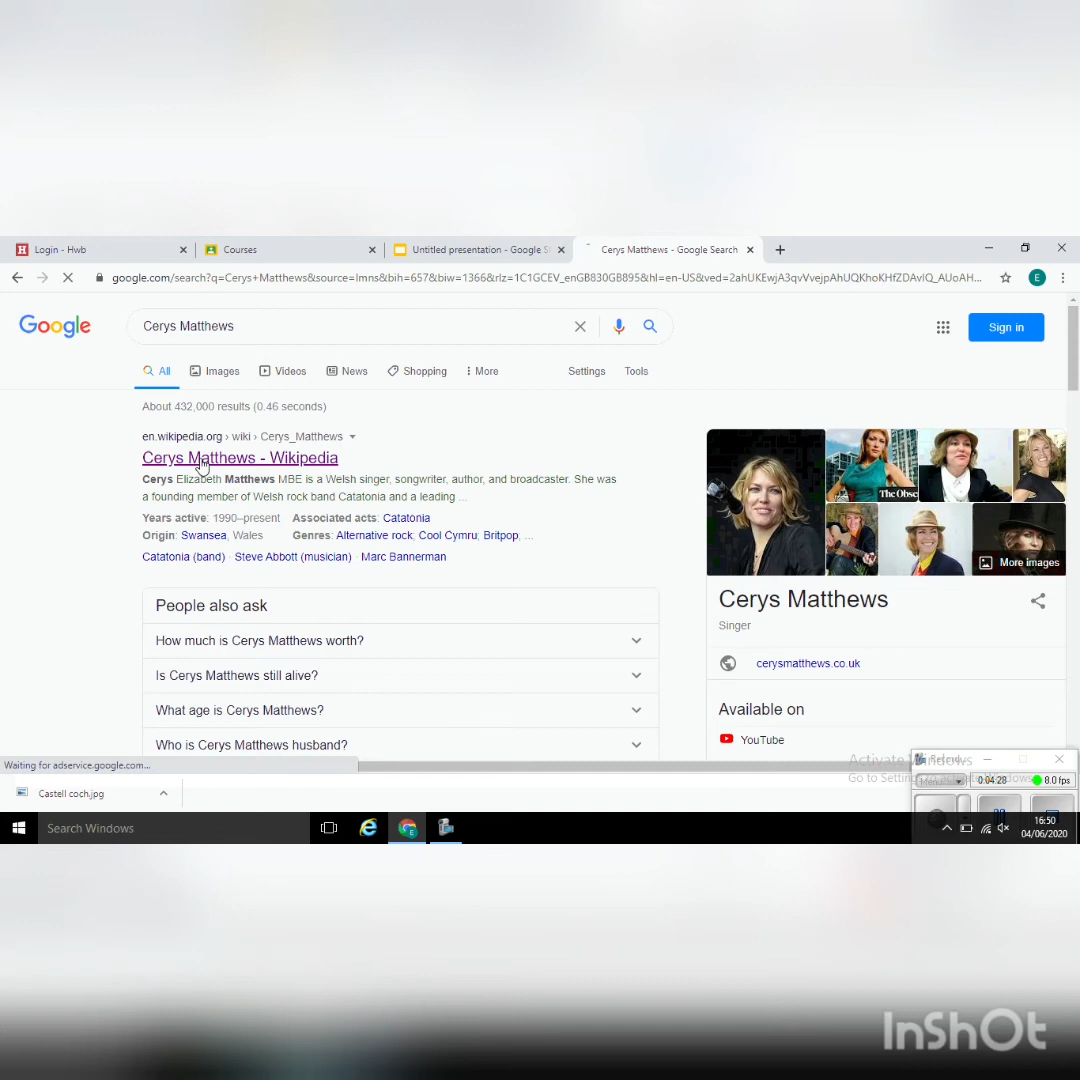 Login - Hwb
Courses
Untitled presentation - Google S
Cerys Matthews - Google Search
google.com/search?q=Cerys+Matthews&source=lmns&bih=657&biw=1366&rlz=1C1GCEV_enGB830GB895&hl=en-US&ved=2ahUKEwjA3qvVvejpAhUQKhoKHfZDAvIQ_AUoAH...
E
Google
Cerys Matthews
Sign in
All
Images
Videos
News
Shopping
More
Settings
Tools
About 432,000 results (0.46 seconds)
en.wikipedia.org › wiki › Cerys_Matthews
Cerys Matthews - Wikipedia
Cerys Elizabeth Matthews MBE is a Welsh singer, songwriter, author, and broadcaster. She was
a founding member of Welsh rock band Catatonia and a leading ...
Years active: 1990–present Associated acts: Catatonia
Origin: Swansea, Wales Genres: Alternative rock; Cool Cymru; Britpop, ...
Catatonia (band) · Steve Abbott (musician) · Marc Bannerman
People also ask
How much is Cerys Matthews worth?
Is Cerys Matthews still alive?
What age is Cerys Matthews?
Who is Cerys Matthews husband?
The Obsc
More images
Cerys Matthews
Singer
cerysmatthews.co.uk
Available on
YouTube
Activate Windows
Go to Settin
0:04:28
8.0 fps
Waiting for adservice.google.com...
Castell coch.jpg
Search Windows
16:50
04/06/2020
InShOt